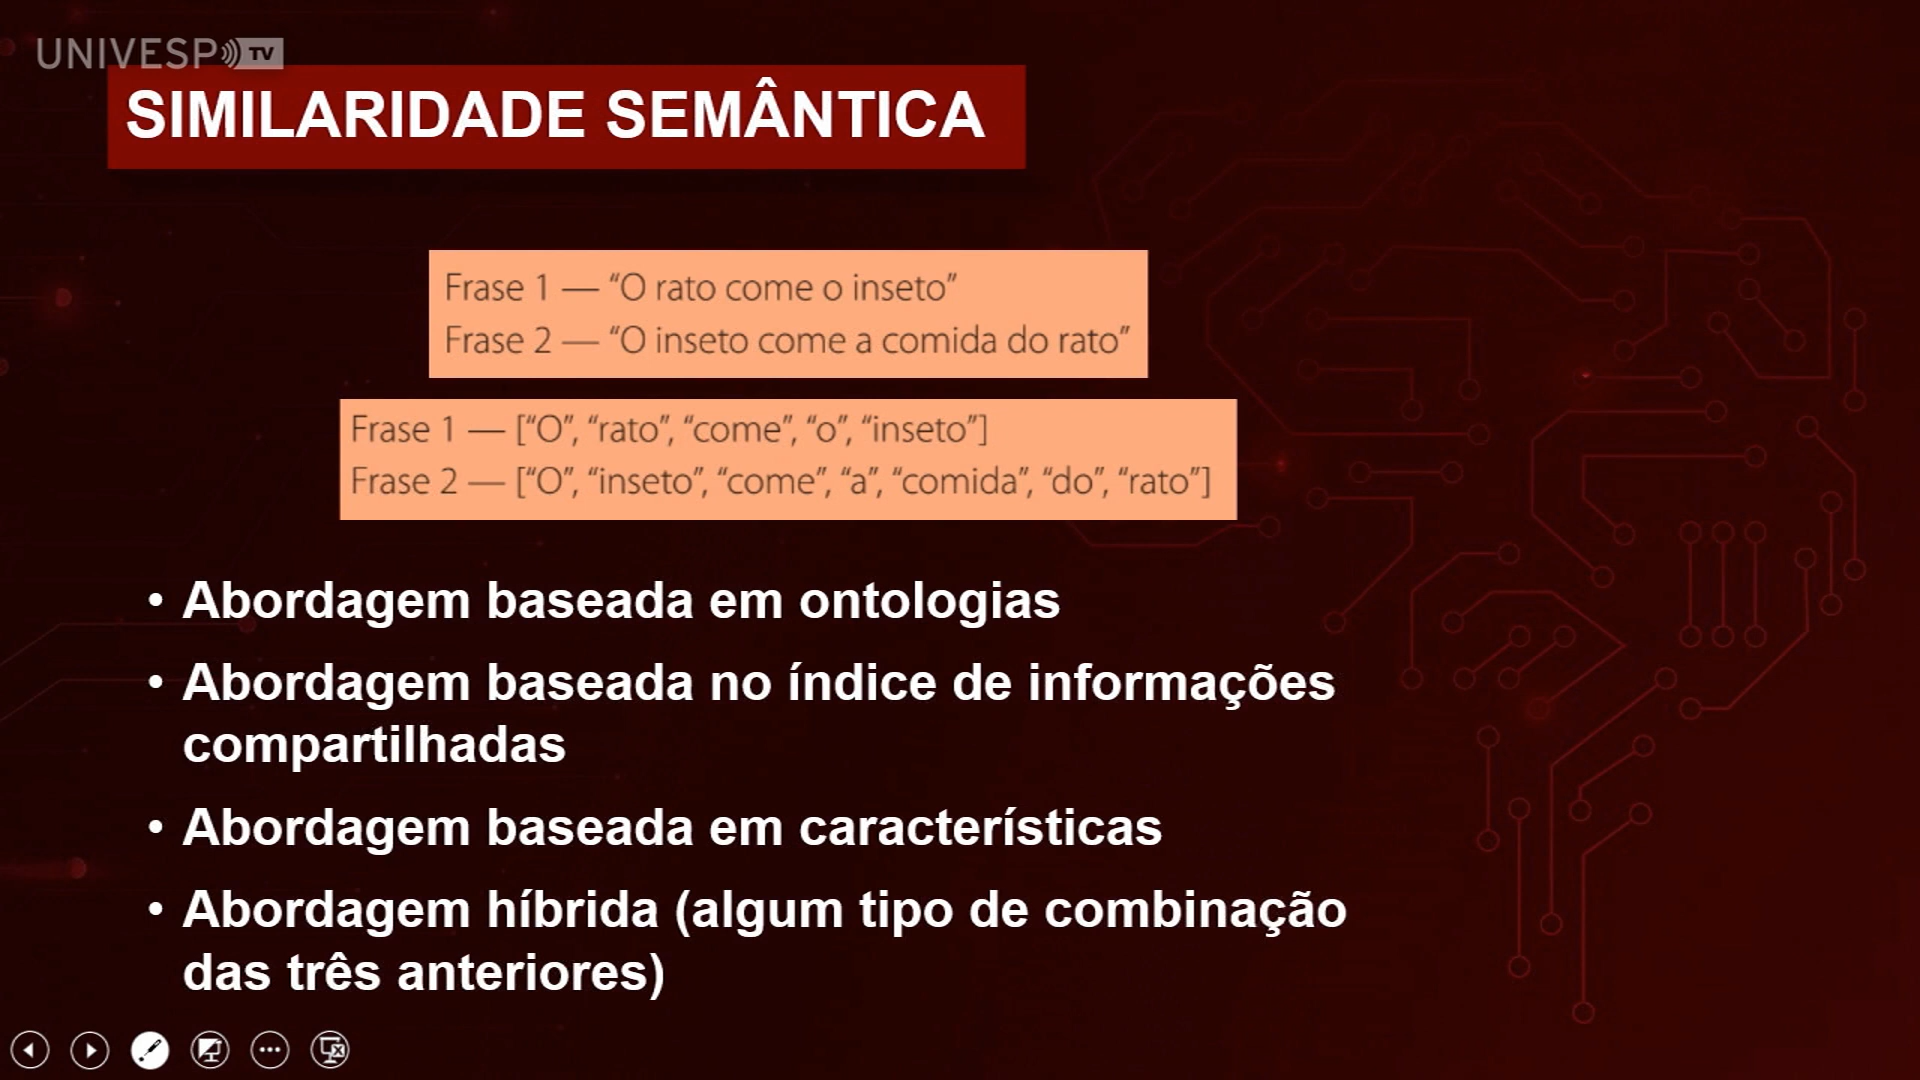 UNIVESP TV
SIMILARIDADE SEMÂNTICA
Frase 1 — “O rato come o inseto”
Frase 2 — “O inseto come a comida do rato”
Frase 1 — [“O”, “rato”, “come”, “o”, “inseto”]
Frase 2 — [“O”, “inseto”, “come”, “a”, “comida”, “do”, “rato”]
• Abordagem baseada em ontologias
• Abordagem baseada no índice de informações
compartilhadas
• Abordagem baseada em características
• Abordagem híbrida (algum tipo de combinação
das três anteriores)